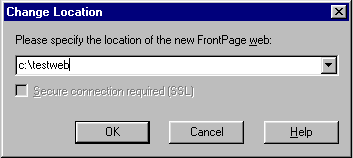 Change Location
Please specify the location of the new FrontPage web:
c:\testweb
Secure connection required (SSL)
OK Cancel Help